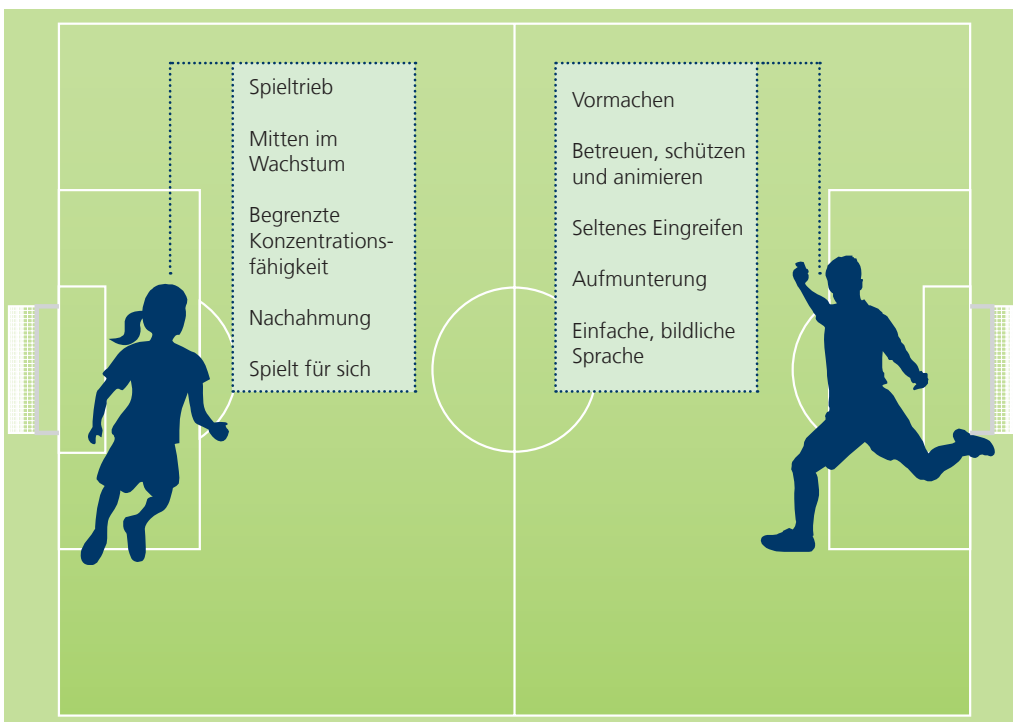 Spieltrieb
Mitten im
Wachstum
Begrenzte
Konzentrations-
fähigkeit
Nachahmung
Spielt für sich
Vormachen
Betreuen, schützen
und animieren
Seltenes Eingreifen
Aufmunterung
Einfache, bildliche
Sprache